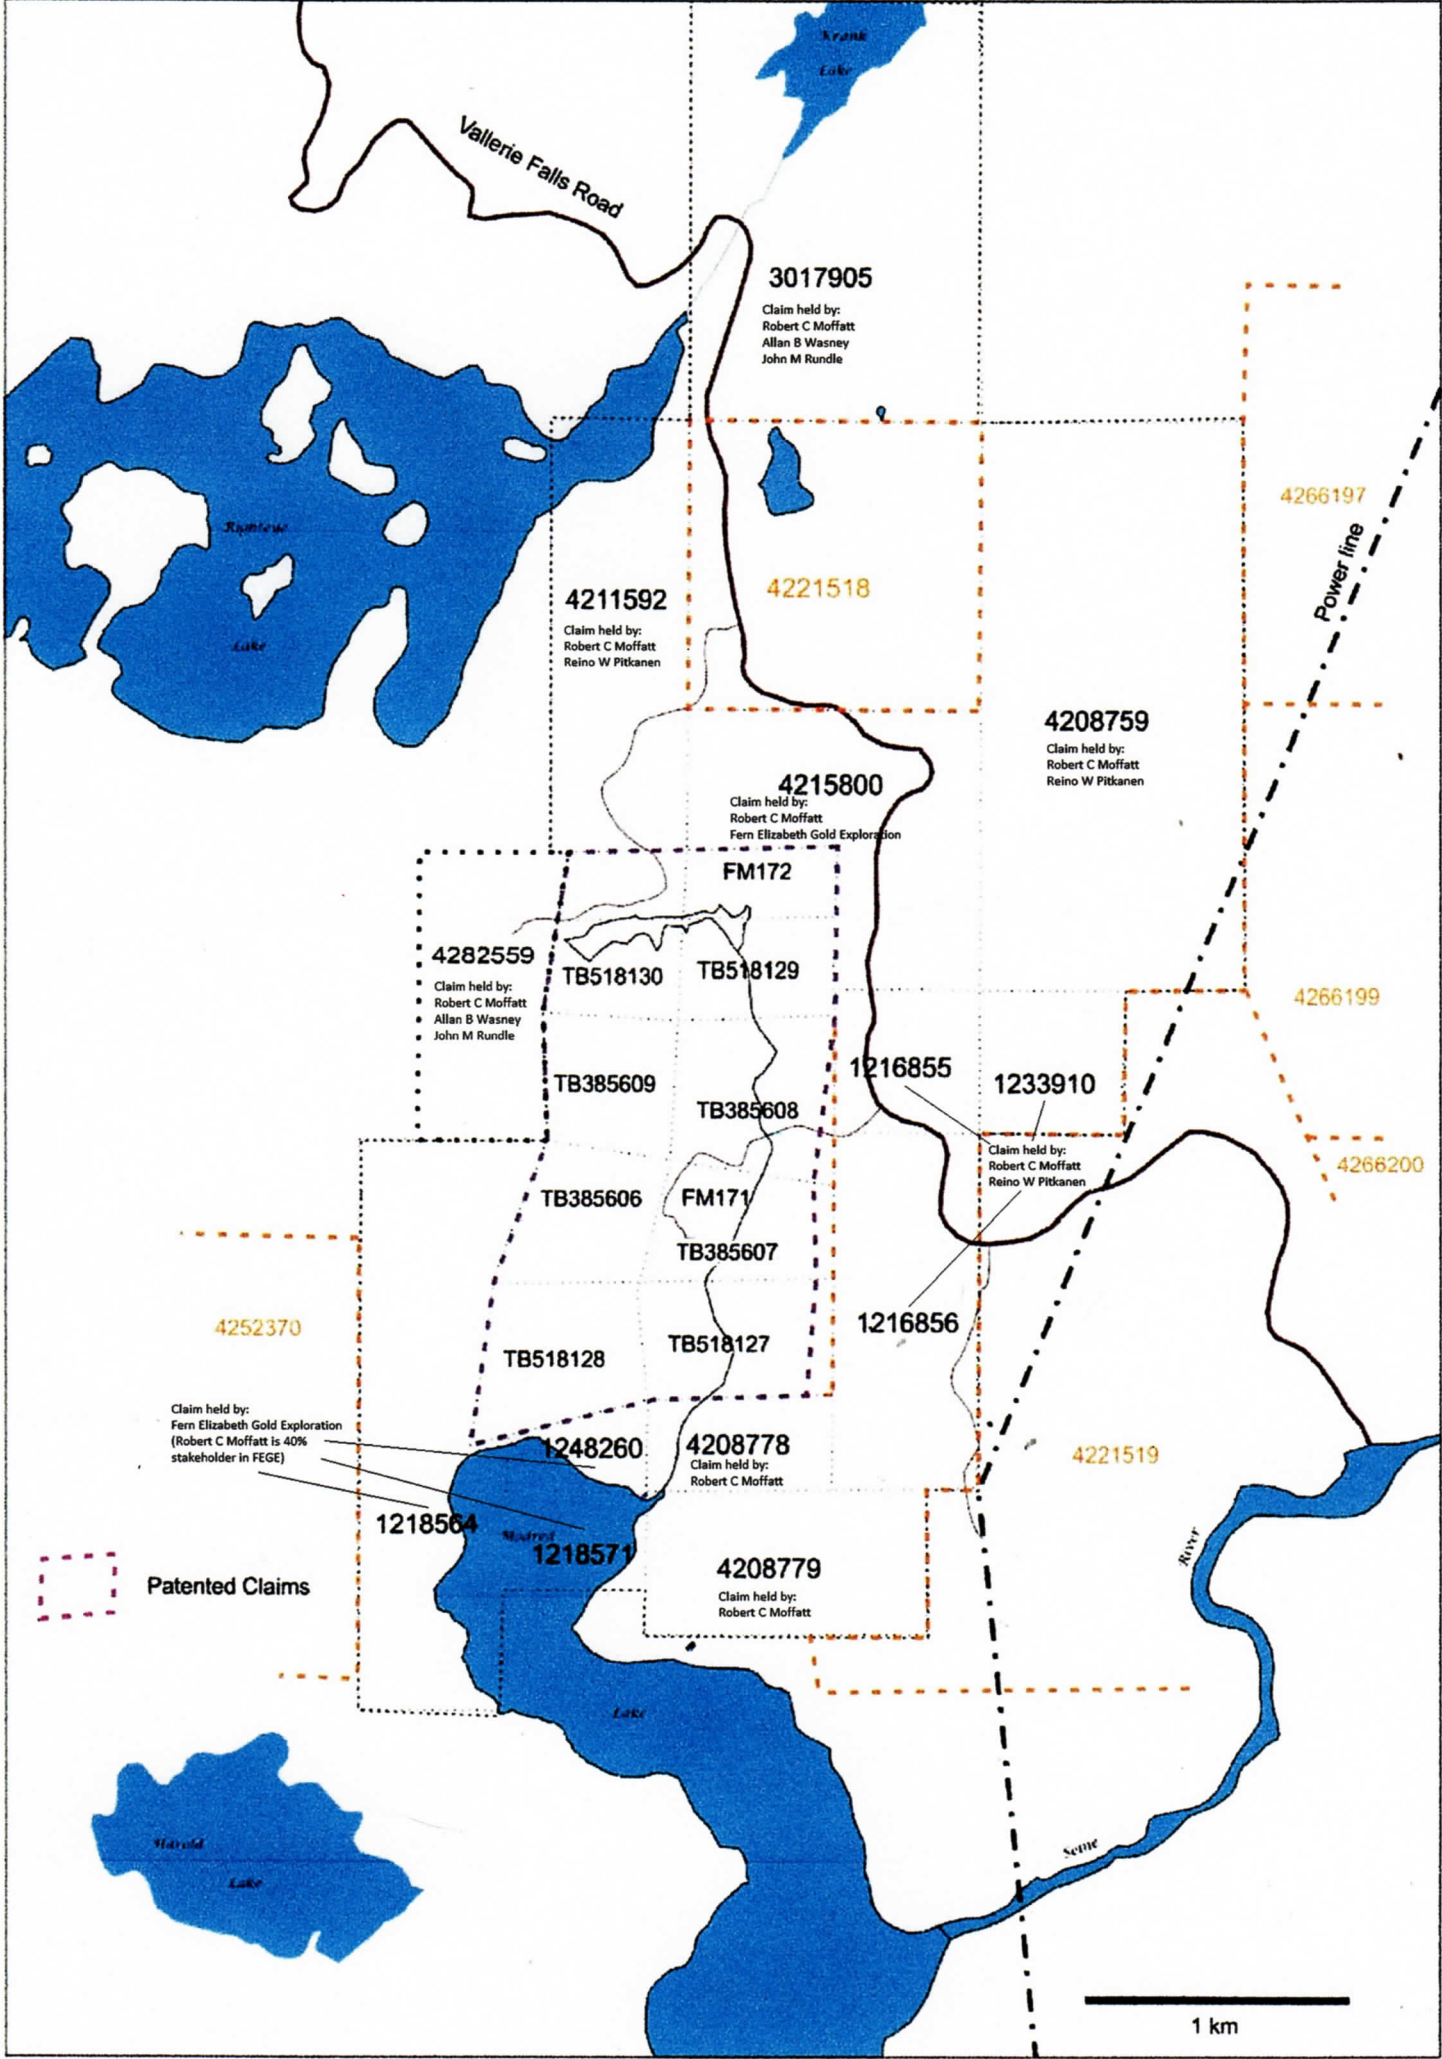 Krank
Lake
Vallerie Falls Road
3017905
Claim held by:
Robert C Moffatt
Allan B Wasney
John M Rundle
4266197
Power line
Lake
4211592
Claim held by:
Robert C Moffatt
Reino W Pitkanen
4221518
4208759
Claim held by:
Robert C Moffatt
Reino W Pitkanen
4215800
Claim held by:
Robert C Moffatt
Fern Elizabeth Gold Exploration
FM172
4282559
Claim held by:
Robert C Moffatt
Allan B Wasney
John M Rundle
TB518130
TB518129
4266199
TB385609
TB385608
1216855
1233910
Claim held by:
Robert C Moffatt
Reino W Pitkanen
4266200
TB385606
FM171
TB385607
1216856
4252370
TB518128
TB518127
Claim held by:
Fern Elizabeth Gold Exploration
(Robert C Moffatt is 40%
stakeholder in FEGE)
1248260
4208778
Claim held by:
Robert C Moffatt
4221519
1218564
1218571
River
4208779
Claim held by:
Robert C Moffatt
Patented Claims
Lake
Harold
Lake
Seine
1 km